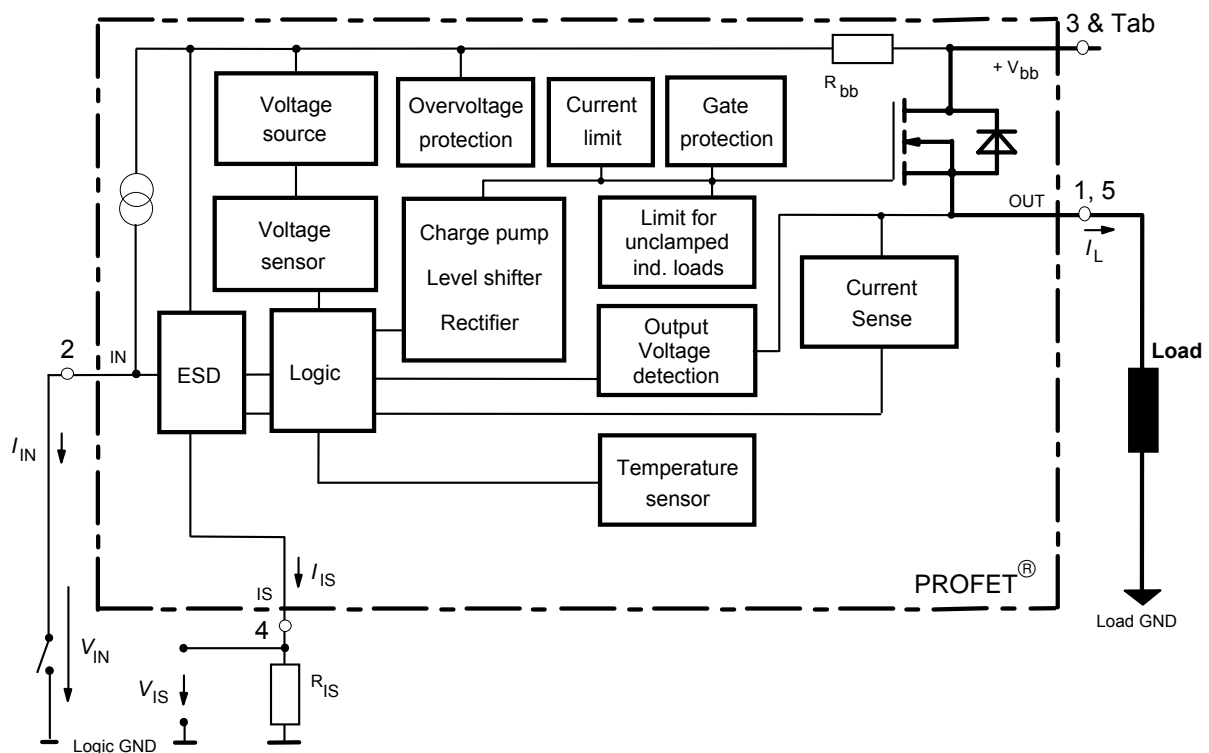 3 & Tab
R bb
+ V bb
Voltage
source
Overvoltage
protection
Current
limit
Gate
protection
Voltage
sensor
Charge pump
Level shifter
Rectifier
Limit for
unclamped
ind. loads
OUT
1, 5
I L
Current
Sense
Output
Voltage
detection
Load
2
IN
ESD
Logic
I IN
Temperature
sensor
I IS
IS
PROFET®
Load GND
4
V IN
V IS
R IS
Logic GND